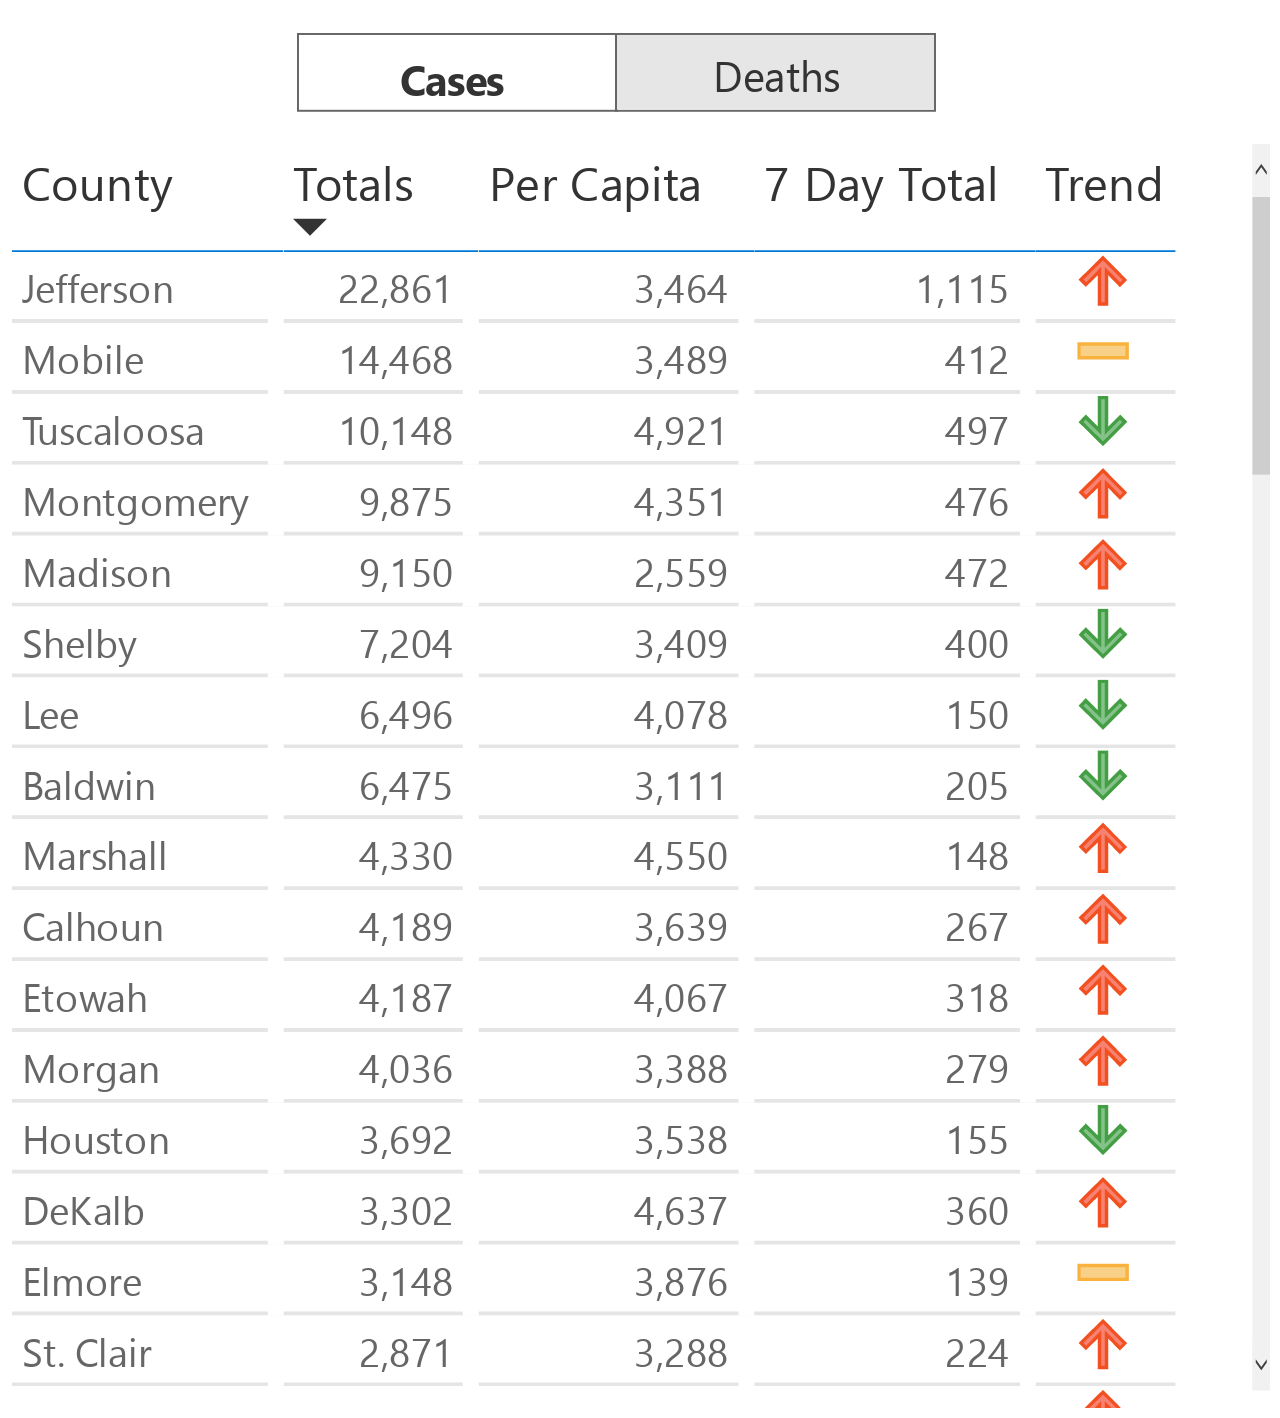 Cases Deaths
County Totals Per Capita 7 Day Total Trend
Jefferson 22,861 3,464 1,115
Mobile 14,468 3,489 412
Tuscaloosa 10,148 4,921 497
Montgomery 9,875 4,351 476
Madison 9,150 2,559 472
Shelby 7,204 3,409 400
Lee 6,496 4,078 150
Baldwin 6,475 3,111 205
Marshall 4,330 4,550 148
Calhoun 4,189 3,639 267
Etowah 4,187 4,067 318
Morgan 4,036 3,388 279
Houston 3,692 3,538 155
DeKalb 3,302 4,637 360
Elmore 3,148 3,876 139
St. Clair 2,871 3,288 224